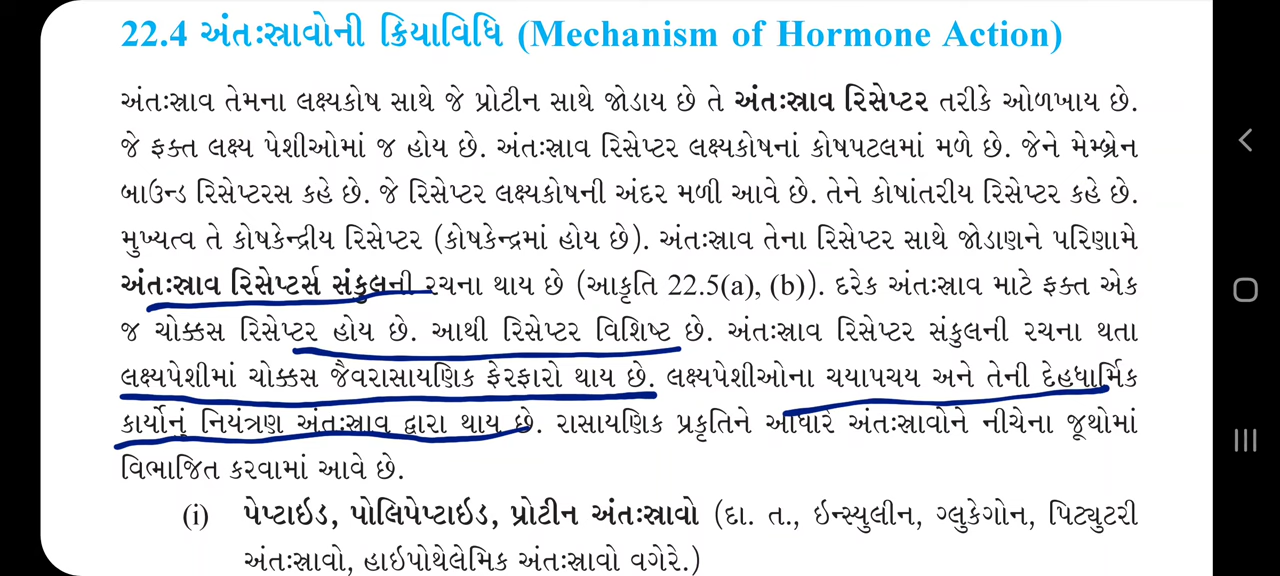 22.4 અંતઃસ્રાવોની ક્રિયાવિધિ (Mechanism of Hormone Action)
અંતઃસ્રાવ તેમના લક્ષ્યકોષ સાથે જે પ્રોટીન સાથે જોડાય છે તે અંતઃસ્રાવ રિસેપ્ટર તરીકે ઓળખાય છે.
જે ફક્ત લક્ષ્ય પેશીઓમાં જ હોય છે. અંતઃસ્રાવ રિસેપ્ટર લક્ષ્યકોષનાં કોષપટલમાં મળે છે. જેને મેમ્બ્રેન
બાઉન્ડ રિસેપ્ટરસ કહે છે. જે રિસેપ્ટર લક્ષ્યકોષની અંદર મળી આવે છે. તેને કોષાંતરીય રિસેપ્ટર કહે છે.
મુખ્યત્વ તે કોષકેન્દ્રીય રિસેપ્ટર (કોષકેન્દ્રમાં હોય છે). અંતઃસ્રાવ તેના રિસેપ્ટર સાથે જોડાણને પરિણામે
અંતઃસ્રાવ રિસેપ્ટર્સ સંકુલની રચના થાય છે (આકૃતિ 22.5(a), (b)). દરેક અંતઃસ્રાવ માટે ફક્ત એક
જ ચોક્કસ રિસેપ્ટર હોય છે. આથી રિસેપ્ટર વિશિષ્ટ છે. અંતઃસ્રાવ રિસેપ્ટર સંકુલની રચના થતા
લક્ષ્યપેશીમાં ચોક્કસ જૈવરાસાયણિક ફેરફારો થાય છે. લક્ષ્યપેશીઓના ચયાપચય અને તેની દેહધાર્મિક
કાર્યોનું નિયંત્રણ અંતઃસ્રાવ દ્વારા થાય છે. રાસાયણિક પ્રકૃતિને આધારે અંતઃસ્રાવોને નીચેના જૂથોમાં
વિભાજિત કરવામાં આવે છે.
(i) પેપ્ટાઇડ, પોલિપેપ્ટાઇડ, પ્રોટીન અંતઃસ્રાવો (દા. ત., ઇન્સ્યુલીન, ગ્લુકેગોન, પિટ્યુટરી
અંતઃસ્રાવો, હાઇપોથેલેમિક અંતઃસ્રાવો વગેરે.)